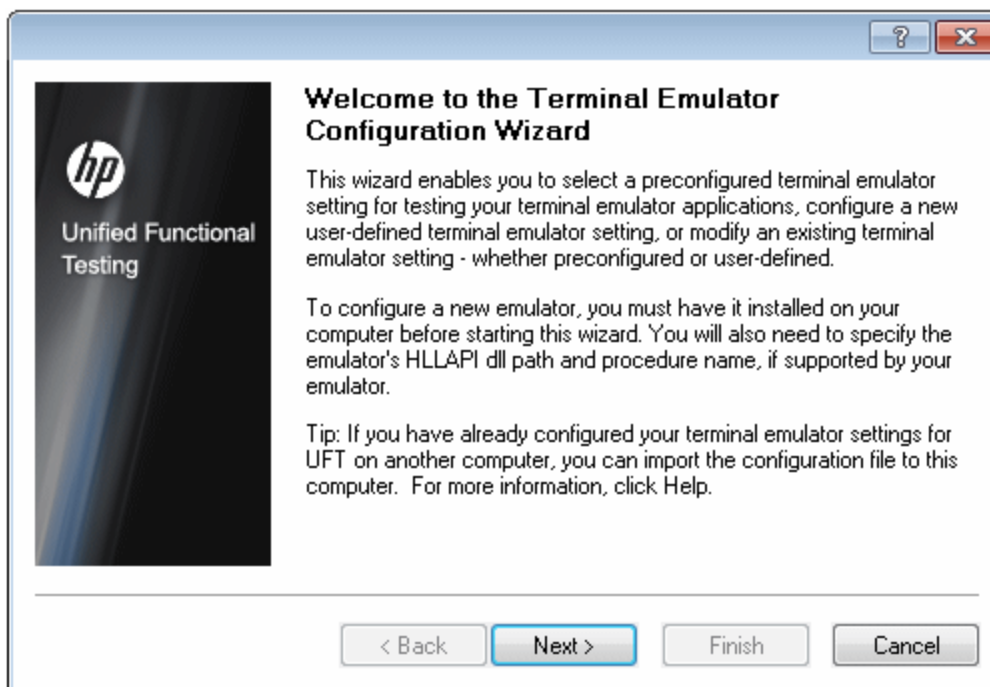 Welcome to the Terminal Emulator
Configuration Wizard
hp
Unified Functional
Testing
This wizard enables you to select a preconfigured terminal emulator
setting for testing your terminal emulator applications, configure a new
user-defined terminal emulator setting, or modify an existing terminal
emulator setting - whether preconfigured or user-defined.
To configure a new emulator, you must have it installed on your
computer before starting this wizard. You will also need to specify the
emulator's HLLAPI dll path and procedure name, if supported by your
emulator.
Tip: If you have already configured your terminal emulator settings for
UFT on another computer, you can import the configuration file to this
computer.  For more information, click Help.
< Back
Next >
Finish
Cancel